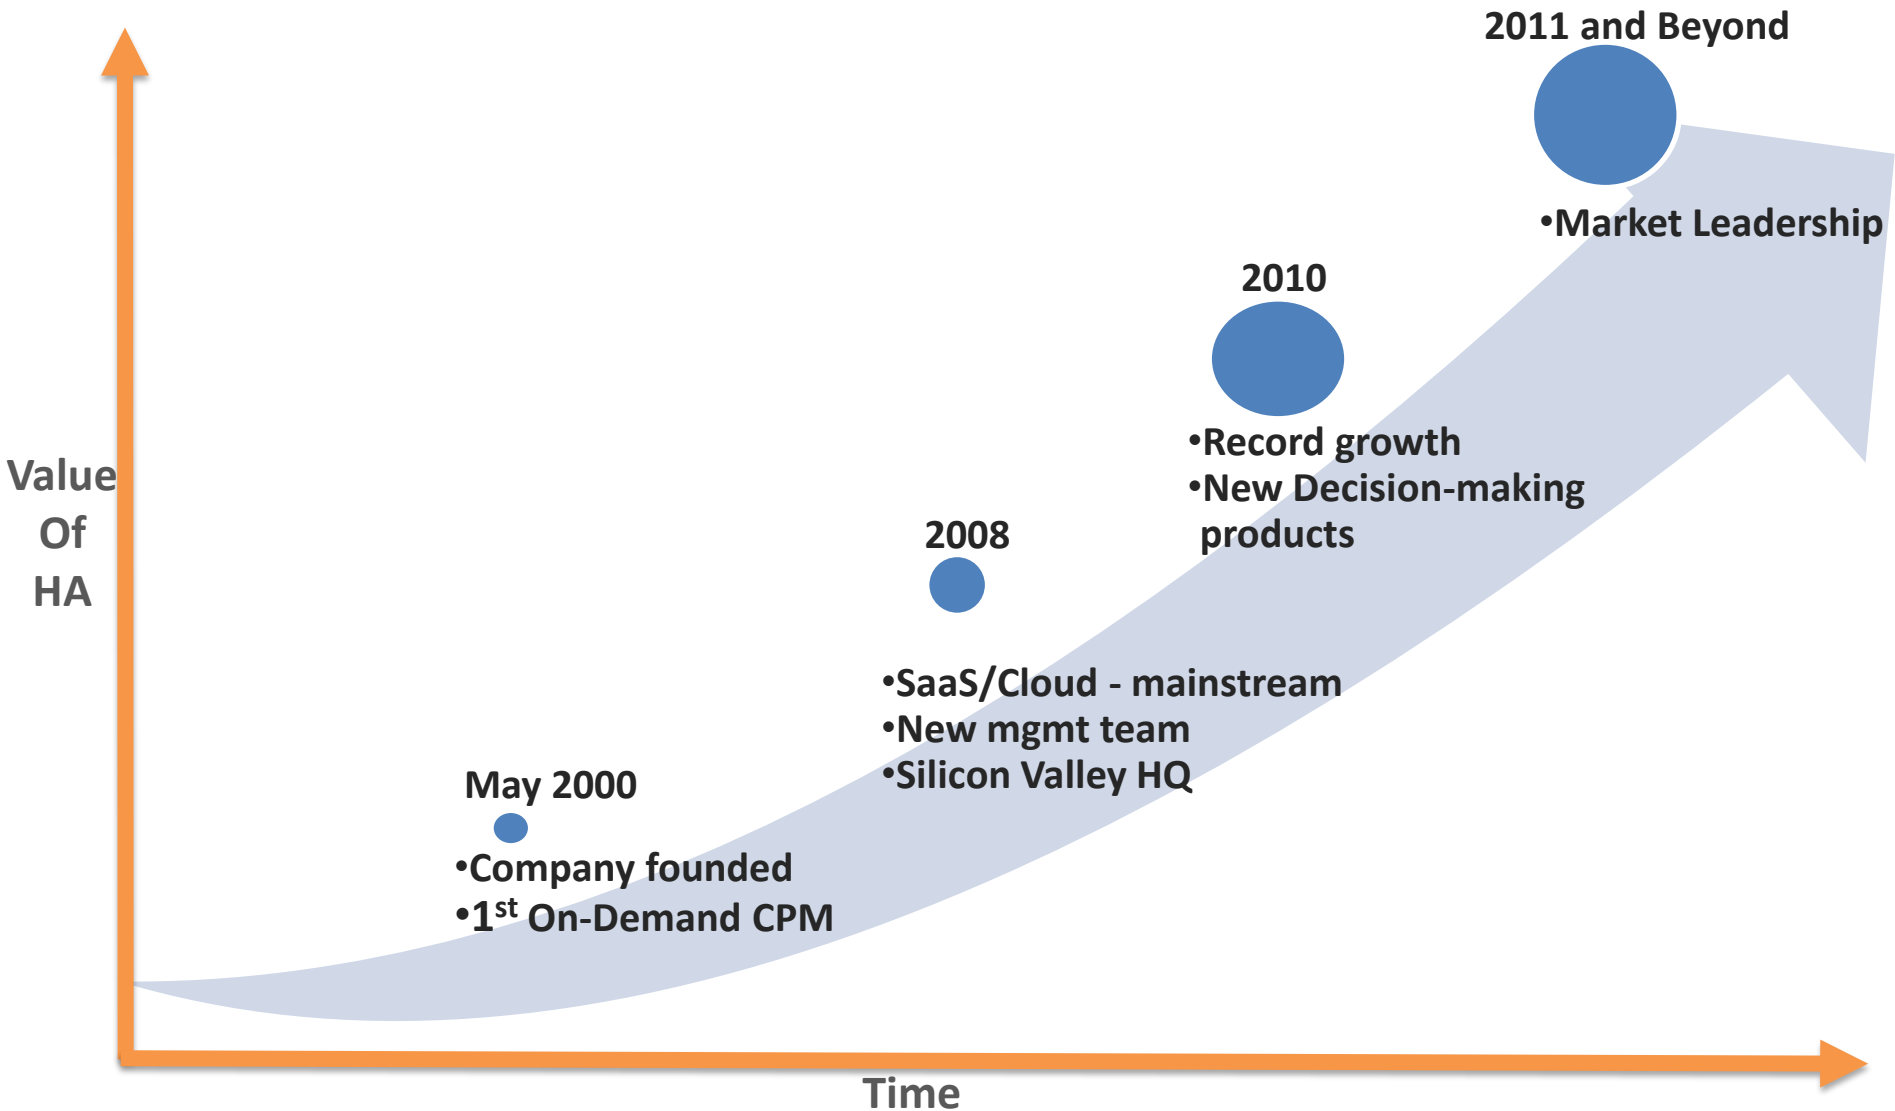 2011 and Beyond
•Market Leadership
2010
•Record growth
•New Decision-making
products
Value
Of
HA
2008
•SaaS/Cloud - mainstream
•New mgmt team
•Silicon Valley HQ
May 2000
•Company founded
•1st On-Demand CPM
Time